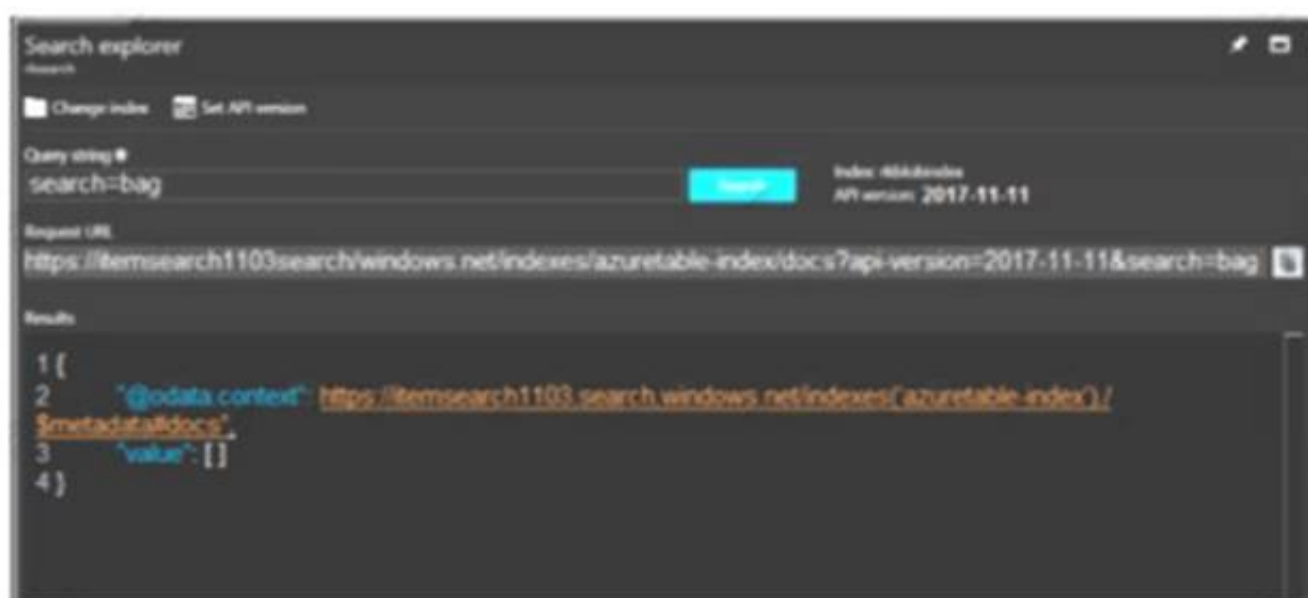 Search explorer
Change index Set API version
Query string
search=bag
Search
Index:
API version: 2017-11-11
Request URL
https://itemsearch1103search/windows.net/indexes/azuretable-index/docs?api-version=2017-11-11&search=bag
Results
1 {
2 "@odata.context": https://itemsearch1103.search.windows.net/indexes('azuretable-index') /
$metadata#docs",
3 "value": [ ]
4 }